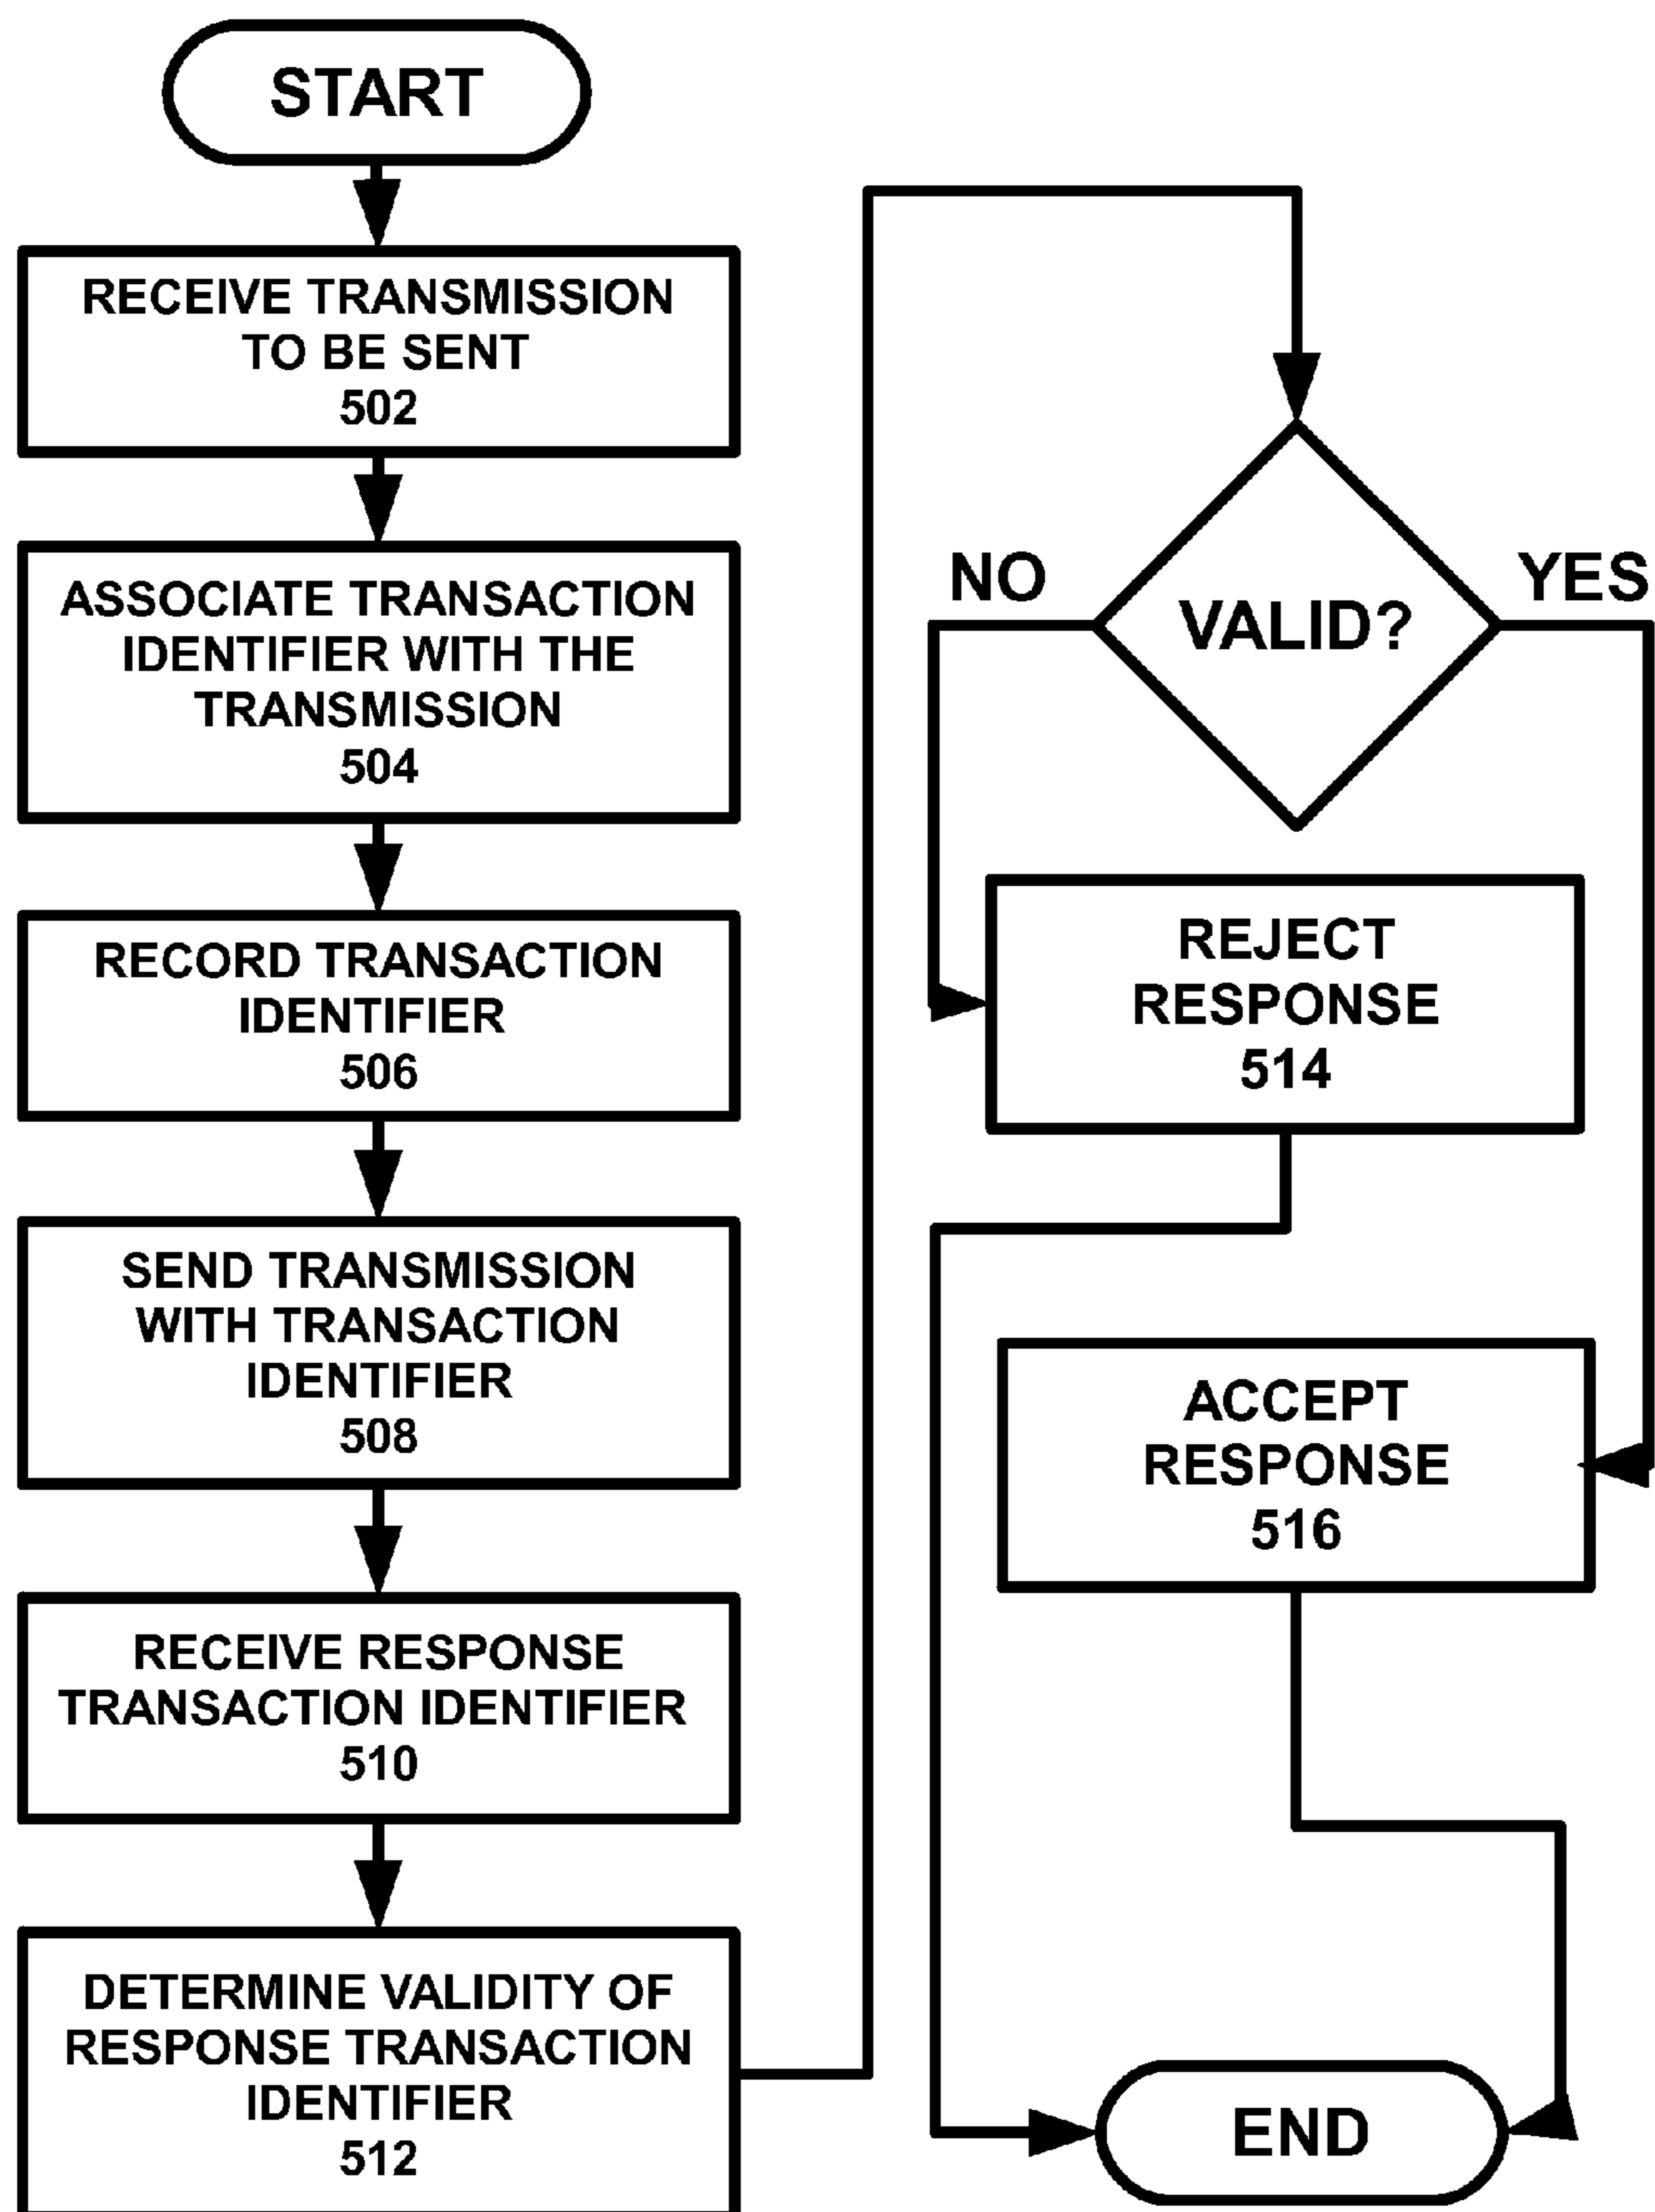 START
RECEIVE TRANSMISSION
TO BE SENT
502
ASSOCIATE TRANSACTION
IDENTIFIER WITH THE
TRANSMISSION
504
RECORD TRANSACTION
IDENTIFIER
506
SEND TRANSMISSION
WITH TRANSACTION
IDENTIFIER
508
RECEIVE RESPONSE
TRANSACTION IDENTIFIER
510
DETERMINE VALIDITY OF
RESPONSE TRANSACTION
IDENTIFIER
512
VALID?
NO
YES
REJECT
RESPONSE
514
ACCEPT
RESPONSE
516
END